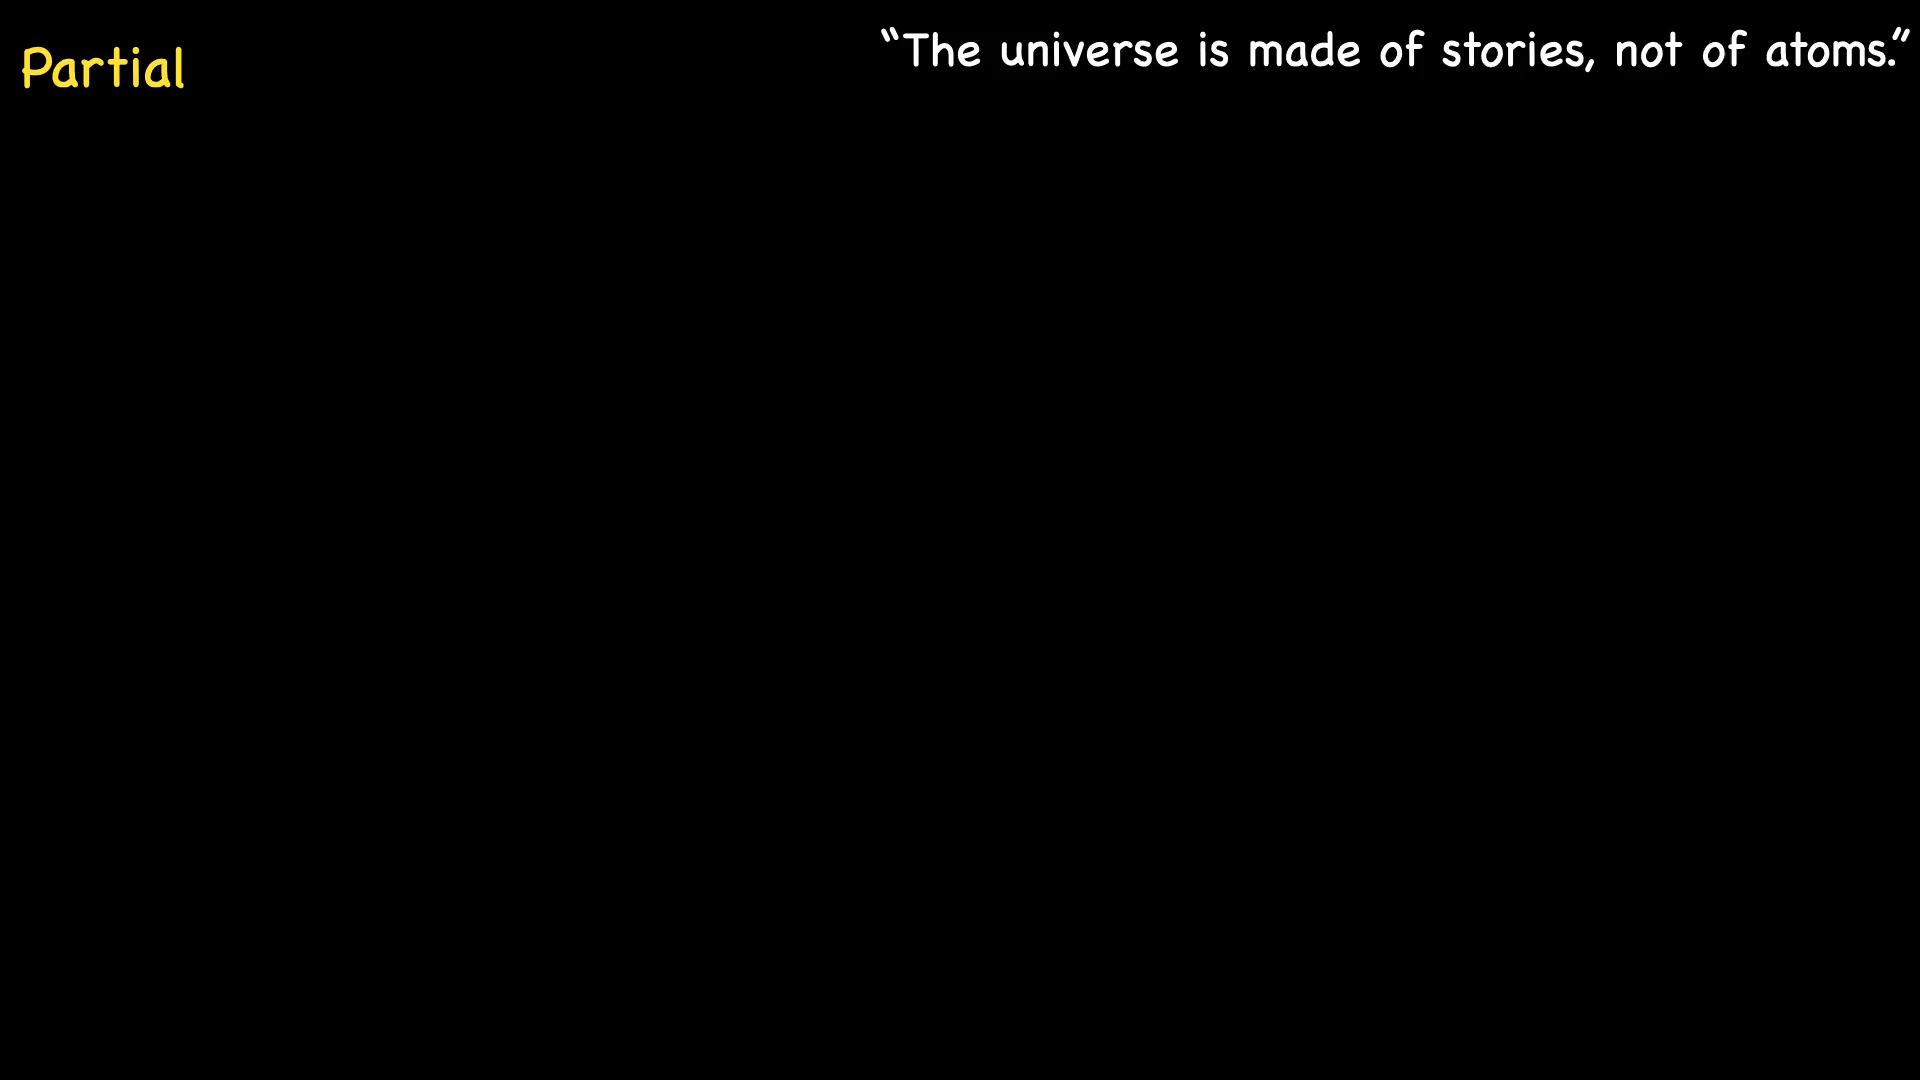 Partial
“The universe is made of stories, not of atoms.”